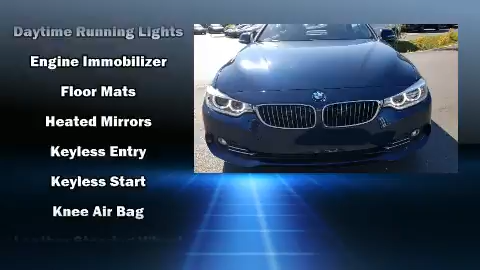 Daytime Running Lights
Engine Immobilizer
Floor Mats
Heated Mirrors
Keyless Entry
Keyless Start
Knee Air Bag